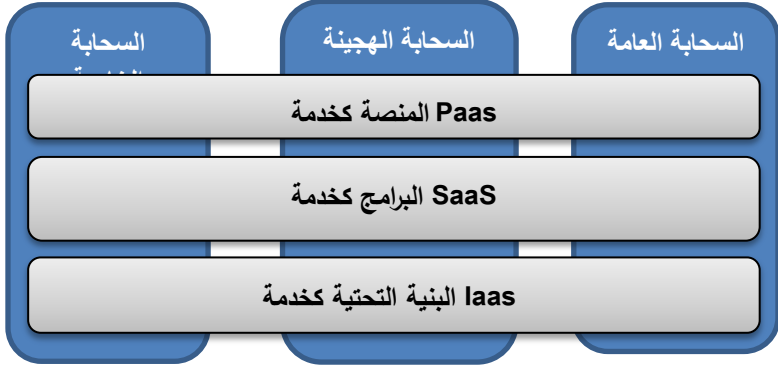 السحابة العامة
السحابة الهجينة
السحابة
Paas المنصة كخدمة
SaaS البرامج كخدمة
Iaas البنية التحتية كخدمة